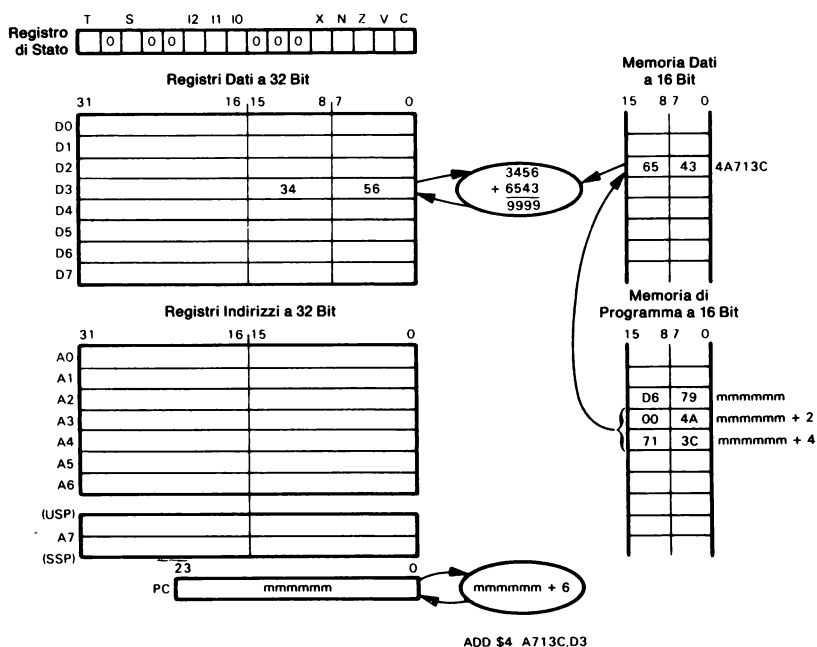 T S I2 I1 I0 X N Z V C
Registro
di Stato
0 0 0 0 0 0
Registri Dati a 32 Bit
31 16 15 8 7 0
D0
D1
D2
D3 34 56
D4
D5
D6
D7
3456
+ 6543
9999
Memoria Dati
a 16 Bit
15 8 7 0
65 43 4A713C
Registri Indirizzi a 32 Bit
31 16 15 0
A0
A1
A2
A3
A4
A5
A6
(USP)
A7
(SSP)
Memoria di
Programma a 16 Bit
15 8 7 0
D6 79 mmmmmm
00 4A mmmmmm + 2
71 3C mmmmmm + 4
23 0
PC mmmmmm
mmmmmm + 6
ADD $4 A713C,D3